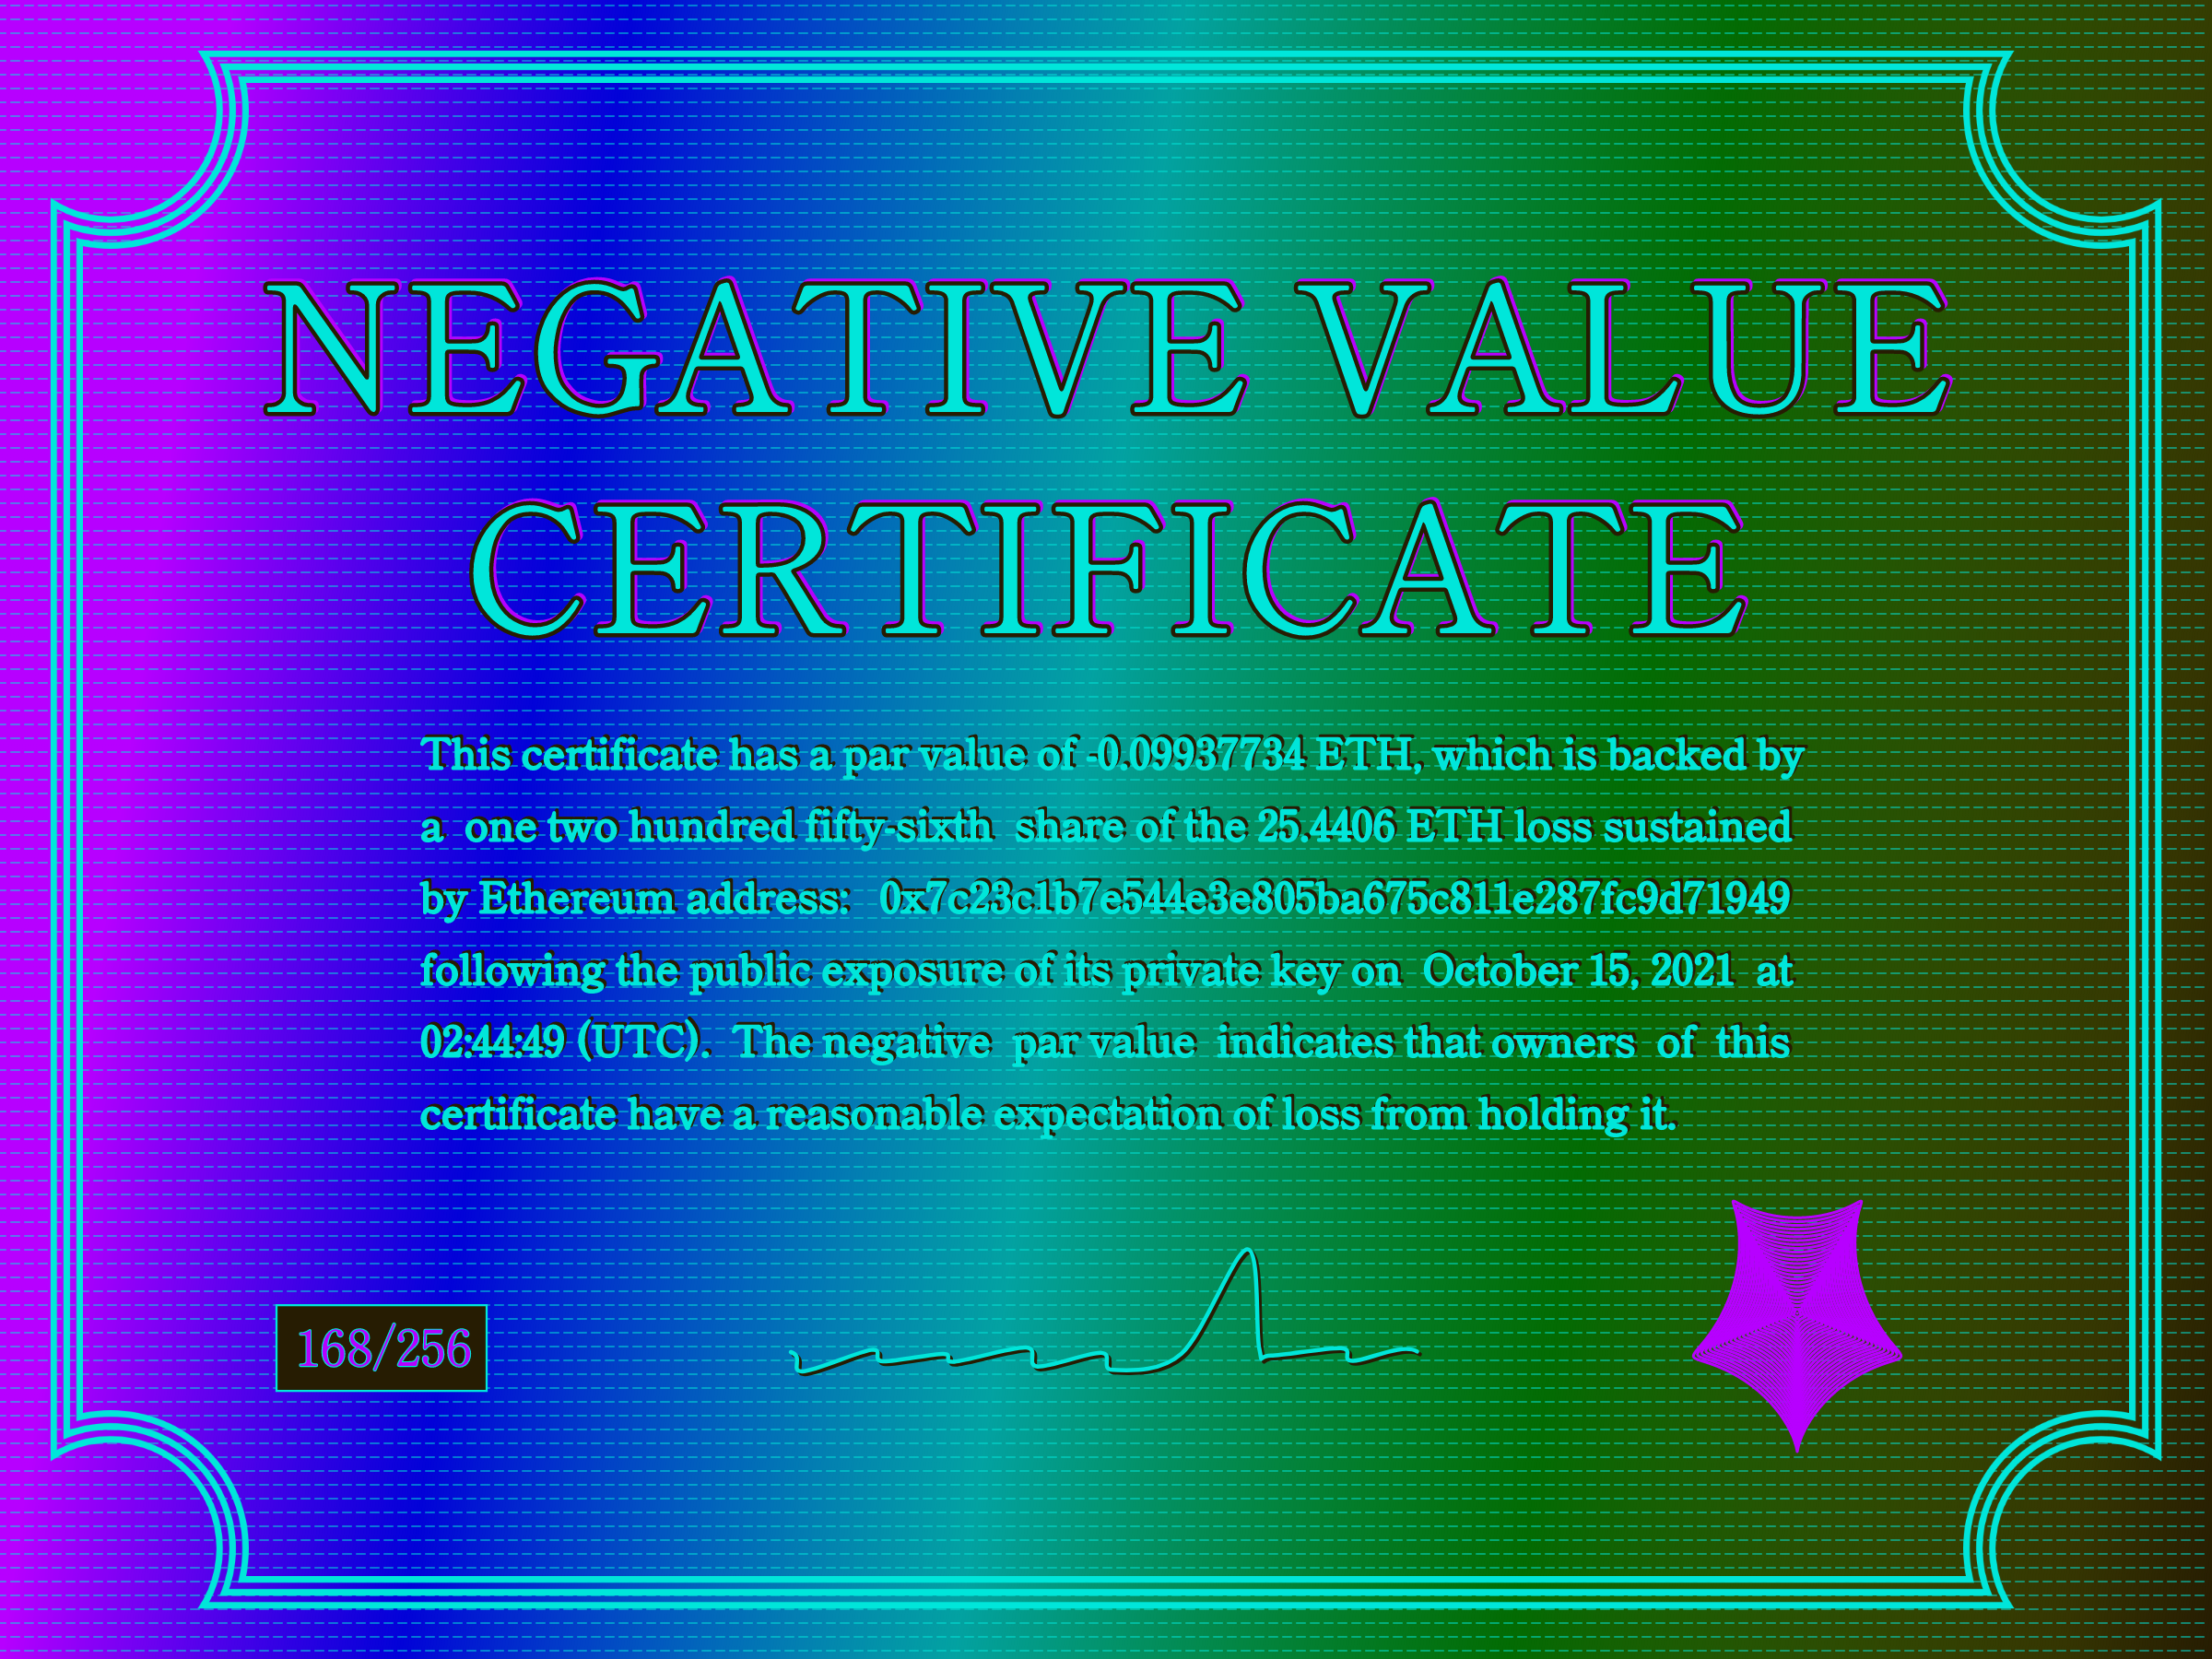 NEGATIVE VALUE
CERTIFICATE
This certificate has a par value of -0.09937734 ETH, which is backed by
a one two hundred fifty-sixth share of the 25.4406 ETH loss sustained
by Ethereum address: 0x7c23c1b7e544e3e805ba675c811e287fc9d71949
following the public exposure of its private key on October 15, 2021 at
02:44:49 (UTC). The negative par value indicates that owners of this
certificate have a reasonable expectation of loss from holding it.
168/256